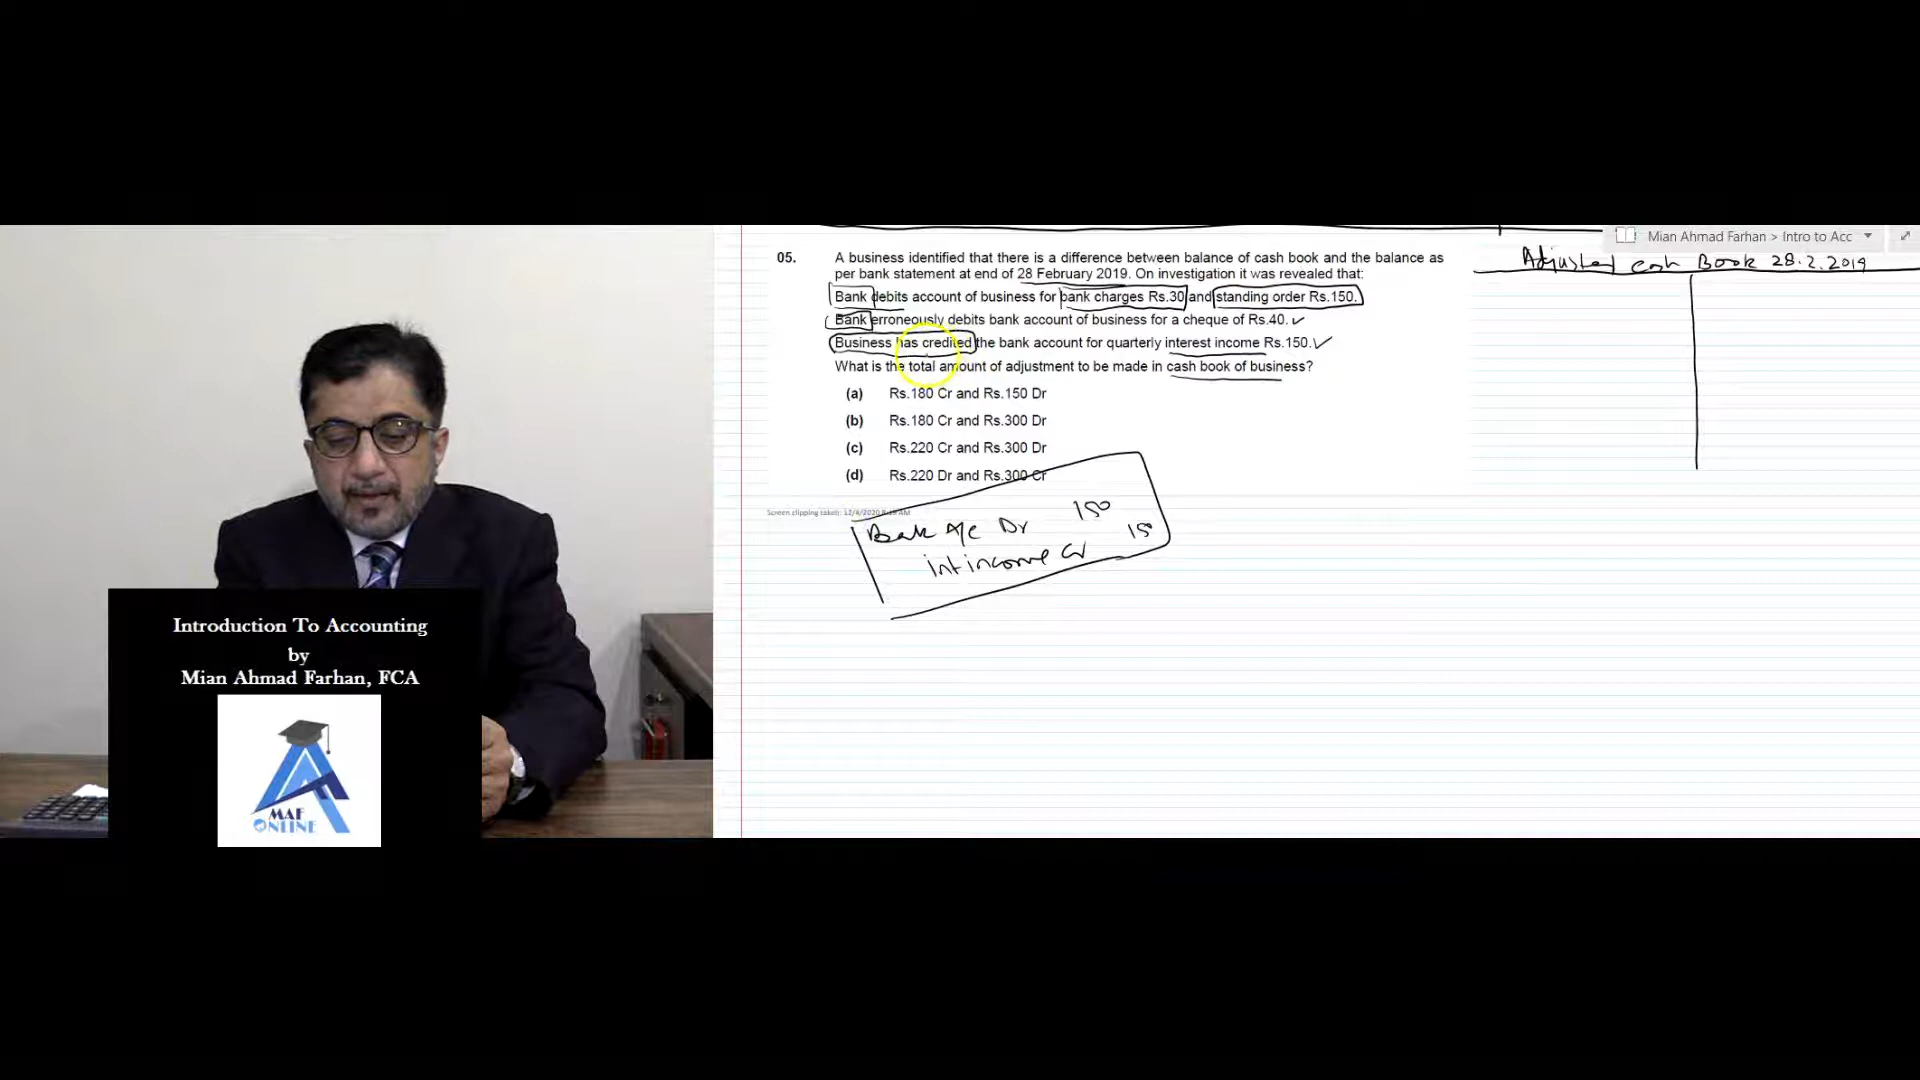 Mian Ahmad Farhan > Intro to Acc
Adjusted cash Book 28.2.2019
05. A business identified that there is a difference between balance of cash book and the balance as
per bank statement at end of 28 February 2019. On investigation it was revealed that:
Bank debits account of business for bank charges Rs.30 and standing order Rs.150.
Bank erroneously debits bank account of business for a cheque of Rs.40.
Business has credited the bank account for quarterly interest income Rs.150.
What is the total amount of adjustment to be made in cash book of business?
(a) Rs.180 Cr and Rs.150 Dr
(b) Rs.180 Cr and Rs.300 Dr
(c) Rs.220 Cr and Rs.300 Dr
(d) Rs.220 Dr and Rs.300 Cr
Screen clipping taken: 12/4/2020 AM
Bank A/c Dr 150
int income Cr 150
Introduction To Accounting
by
Mian Ahmad Farhan, FCA
MAF
ONLINE